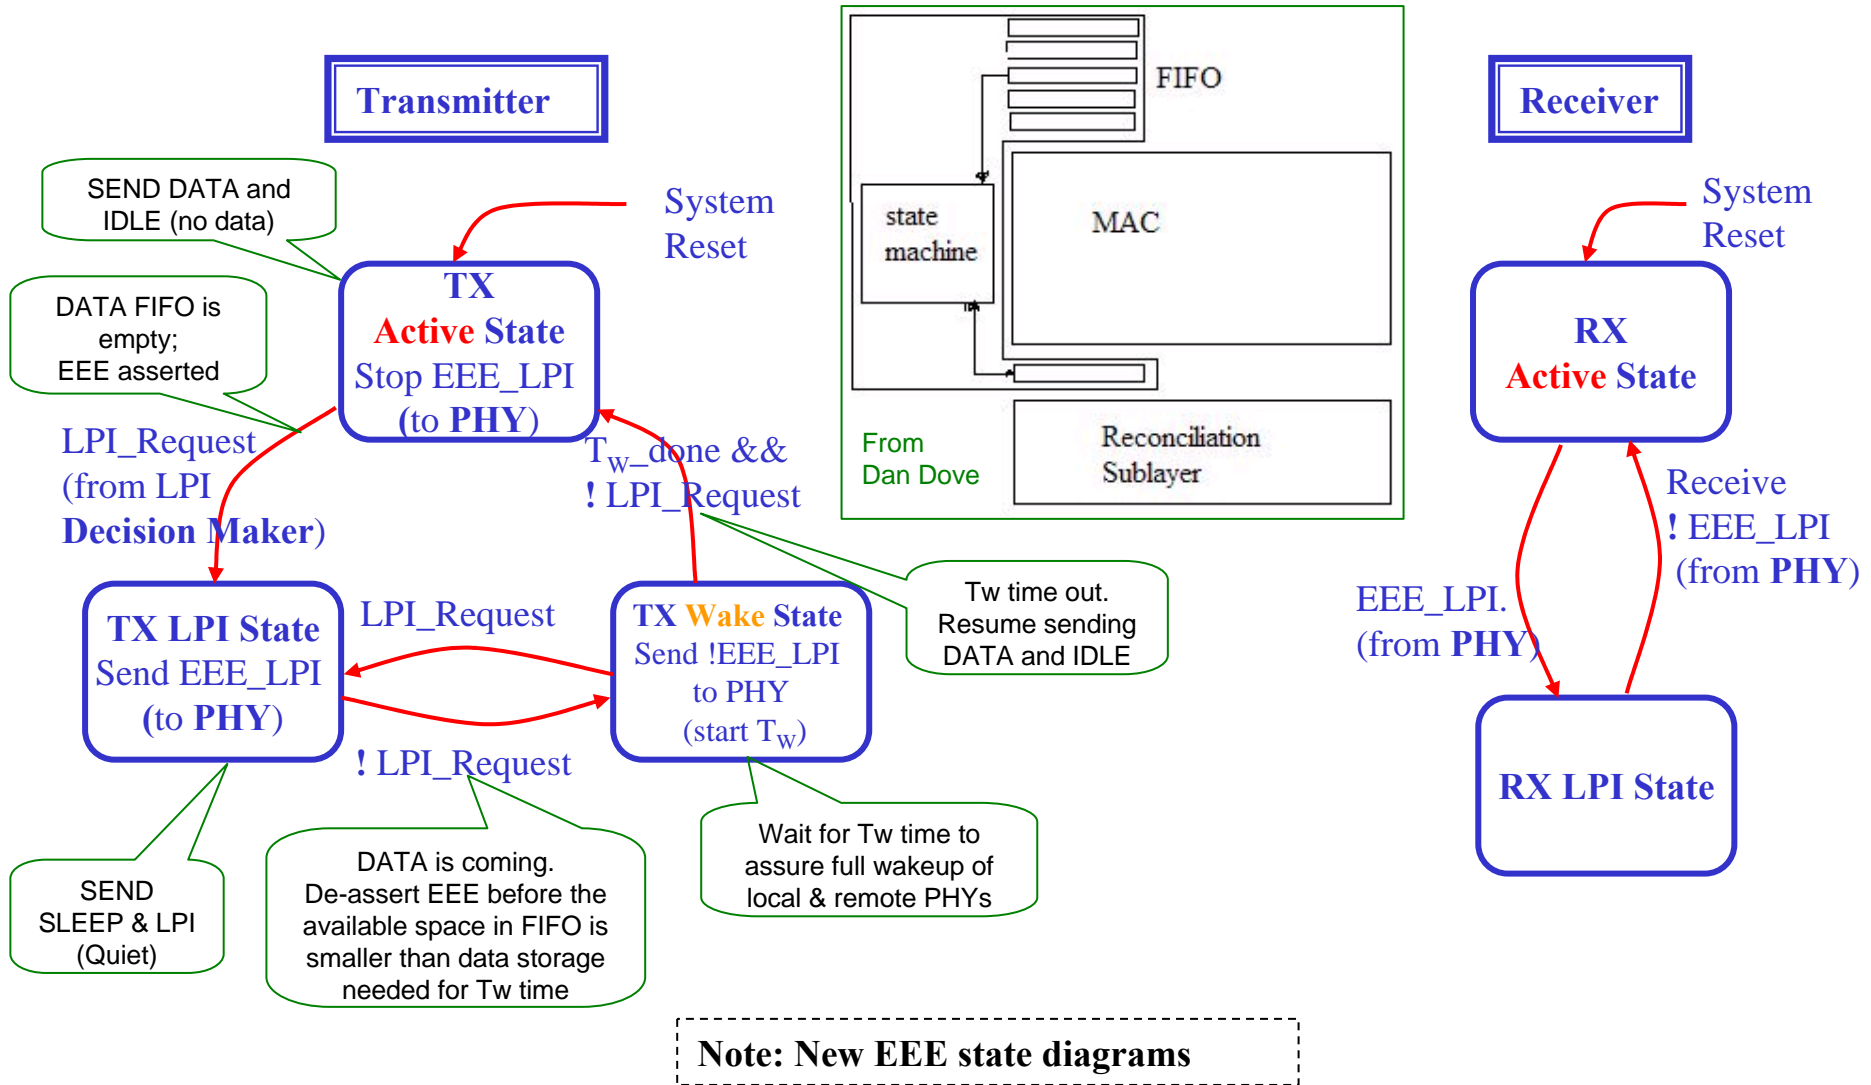 Transmitter
FIFO
Receiver
SEND DATA and
IDLE (no data)
System
Reset
state
machine
MAC
System
Reset
DATA FIFO is
empty;
EEE asserted
TX
Active State
Stop EEE_LPI
(to PHY)
RX
Active State
LPI_Request
(from LPI
Decision Maker)
TW_done &&
! LPI_Request
From
Dan Dove
Reconciliation
Sublayer
Receive
! EEE_LPI
(from PHY)
EEE_LPI.
(from PHY)
TX LPI State
Send EEE_LPI
(to PHY)
LPI_Request
TX Wake State
Send !EEE_LPI
to PHY
(start TW)
Tw time out.
Resume sending
DATA and IDLE
! LPI_Request
RX LPI State
SEND
SLEEP & LPI
(Quiet)
DATA is coming.
De-assert EEE before the
available space in FIFO is
smaller than data storage
needed for Tw time
Wait for Tw time to
assure full wakeup of
local & remote PHYs
Note: New EEE state diagrams